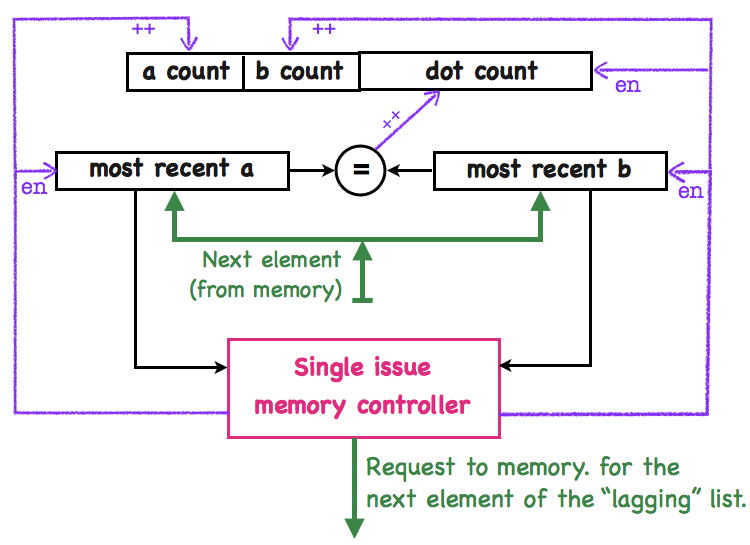 ++ ++
a count b count dot count
en
++
most recent a = most recent b
en en
Next element
(from memory)
Single issue
memory controller
Request to memory. for the
next element of the “lagging” list.